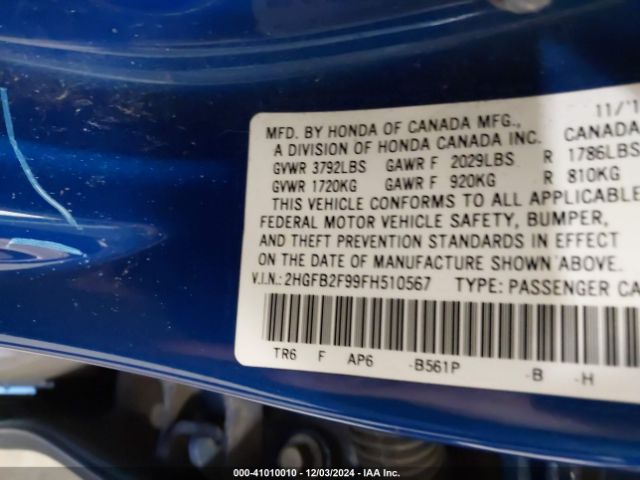 11/'1
MFD. BY HONDA OF CANADA MFG.,
A DIVISION OF HONDA CANADA INC. CANADA
GVWR 3792LBS GAWR F 2029LBS R 1786LBS
GVWR 1720KG GAWR F 920KG R 810KG
THIS VEHICLE CONFORMS TO ALL APPLICABLE
FEDERAL MOTOR VEHICLE SAFETY, BUMPER,
AND THEFT PREVENTION STANDARDS IN EFFECT
ON THE DATE OF MANUFACTURE SHOWN ABOVE.
V.I.N.: 2HGFB2F99FH510567 TYPE: PASSENGER CA
TR6 F AP6 -B561P -B -H
000-41010010 - 12/03/2024 - IAA Inc.